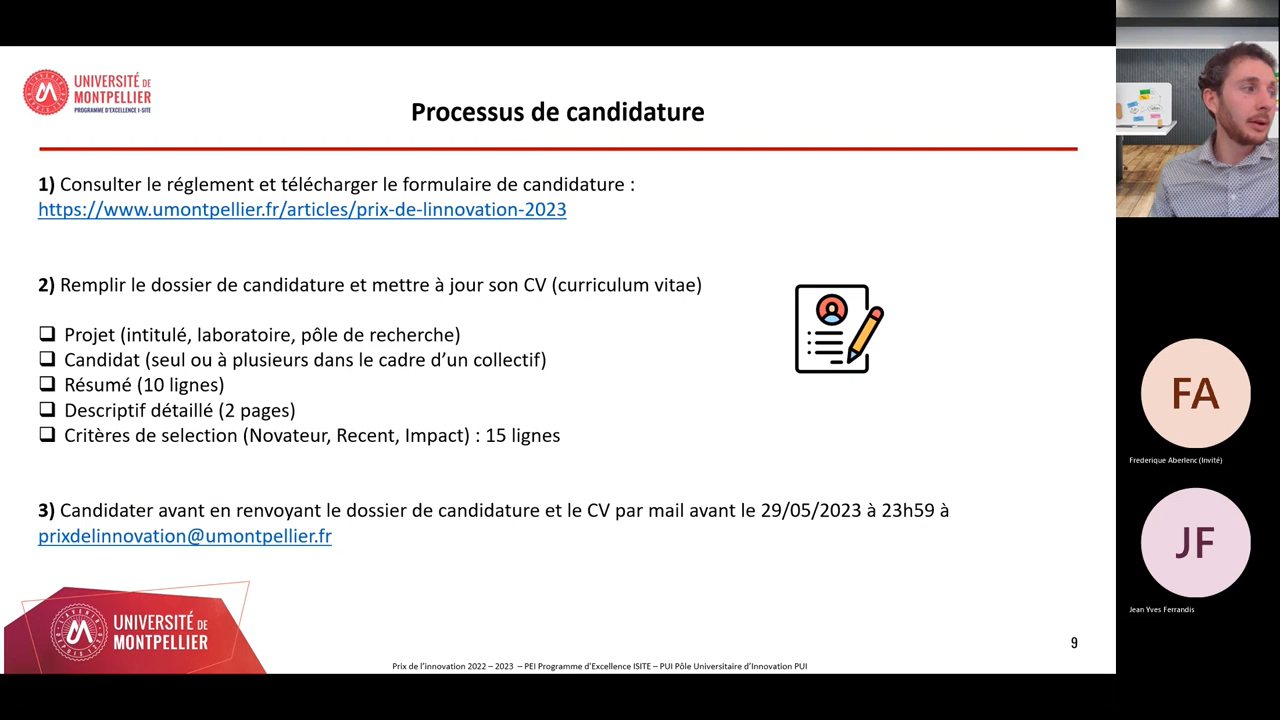 UNIVERSITÉ DE
MONTPELLIER
PROGRAMME D'EXCELLENCE I-SITE
Processus de candidature
1) Consulter le réglement et télécharger le formulaire de candidature :
https://www.umontpellier.fr/articles/prix-de-linnovation-2023
2) Remplir le dossier de candidature et mettre à jour son CV (curriculum vitae)
❑ Projet (intitulé, laboratoire, pôle de recherche)
❑ Candidat (seul ou à plusieurs dans le cadre d’un collectif)
❑ Résumé (10 lignes)
❑ Descriptif détaillé (2 pages)
❑ Critères de selection (Novateur, Recent, Impact) : 15 lignes
3) Candidater avant en renvoyant le dossier de candidature et le CV par mail avant le 29/05/2023 à 23h59 à
prixdelinnovation@umontpellier.fr
UNIVERSITÉ DE
MONTPELLIER
9
Prix de l’innovation 2022 – 2023 – PEI Programme d'Excellence ISITE – PUI Pôle Universitaire d’Innovation PUI
FA
Frederique Aberlenc (Invité)
JF
Jean Yves Ferrandis